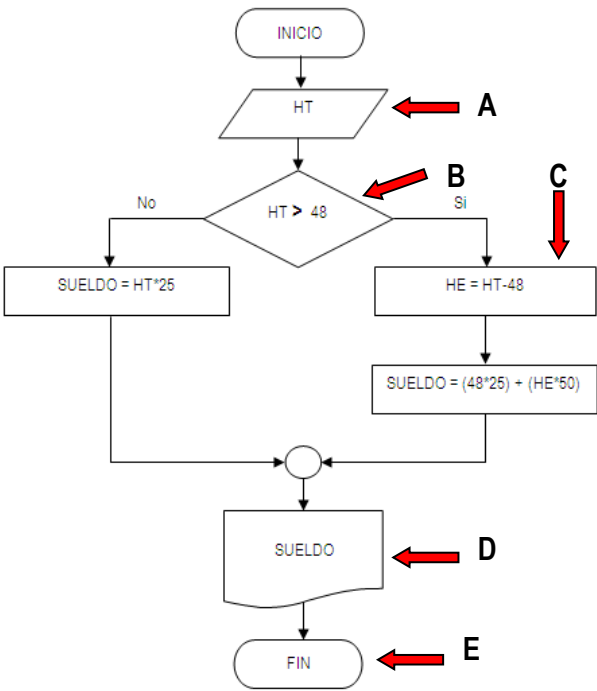 INICIO
HT
A
B
C
HT > 48
No
Si
SUELDO = HT*25
HE = HT-48
SUELDO = (48*25) + (HE*50)
SUELDO
D
FIN
E